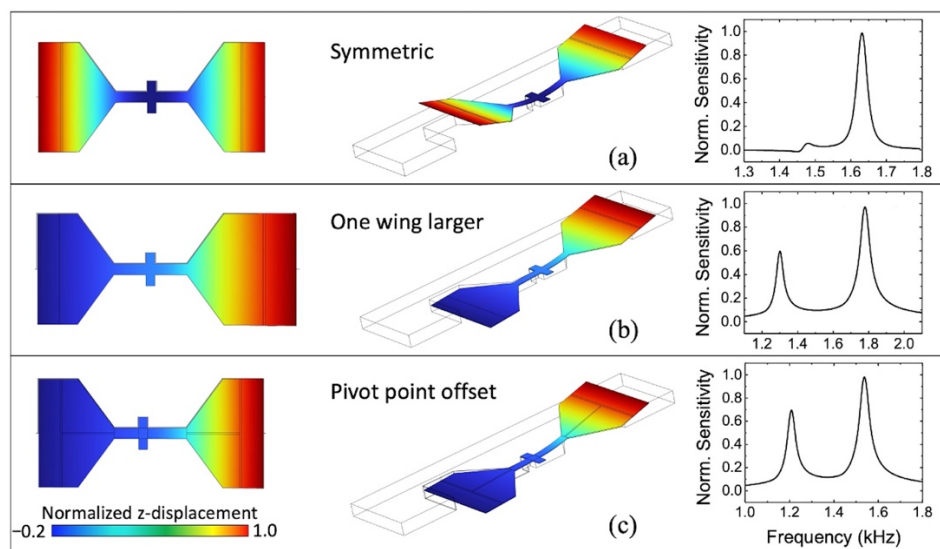 Symmetric
(a)
Norm. Sensitivity
1.0
0.8
0.6
0.4
0.2
0.0
1.3 1.4 1.5 1.6 1.7 1.8
One wing larger
(b)
Norm. Sensitivity
1.0
0.8
0.6
0.4
0.2
0.0
1.2 1.4 1.6 1.8 2.0
Pivot point offset
(c)
Norm. Sensitivity
1.0
0.8
0.6
0.4
0.2
0.0
1.0 1.2 1.4 1.6 1.8
Frequency (kHz)
Normalized z-displacement
−0.2 1.0